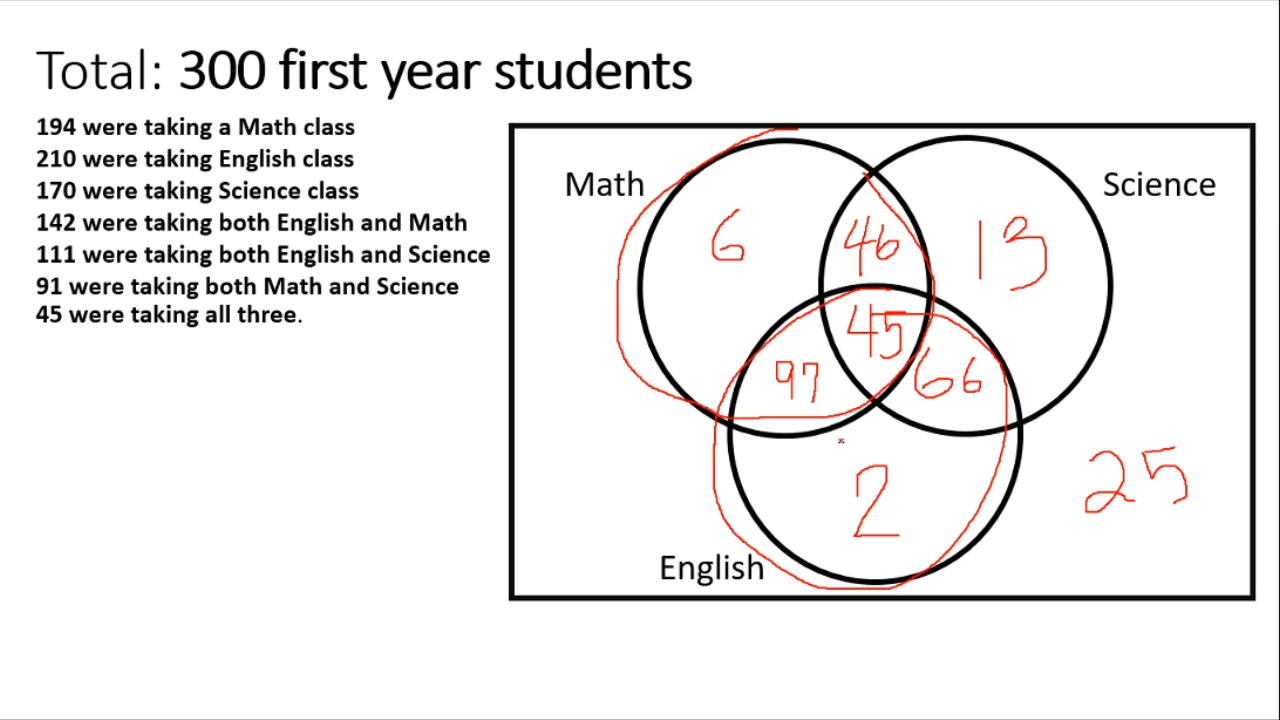 Total: 300 first year students
194 were taking a Math class
210 were taking English class
170 were taking Science class
142 were taking both English and Math
111 were taking both English and Science
91 were taking both Math and Science
45 were taking all three.
Math
Science
6
46
13
45
97
66
2
25
English